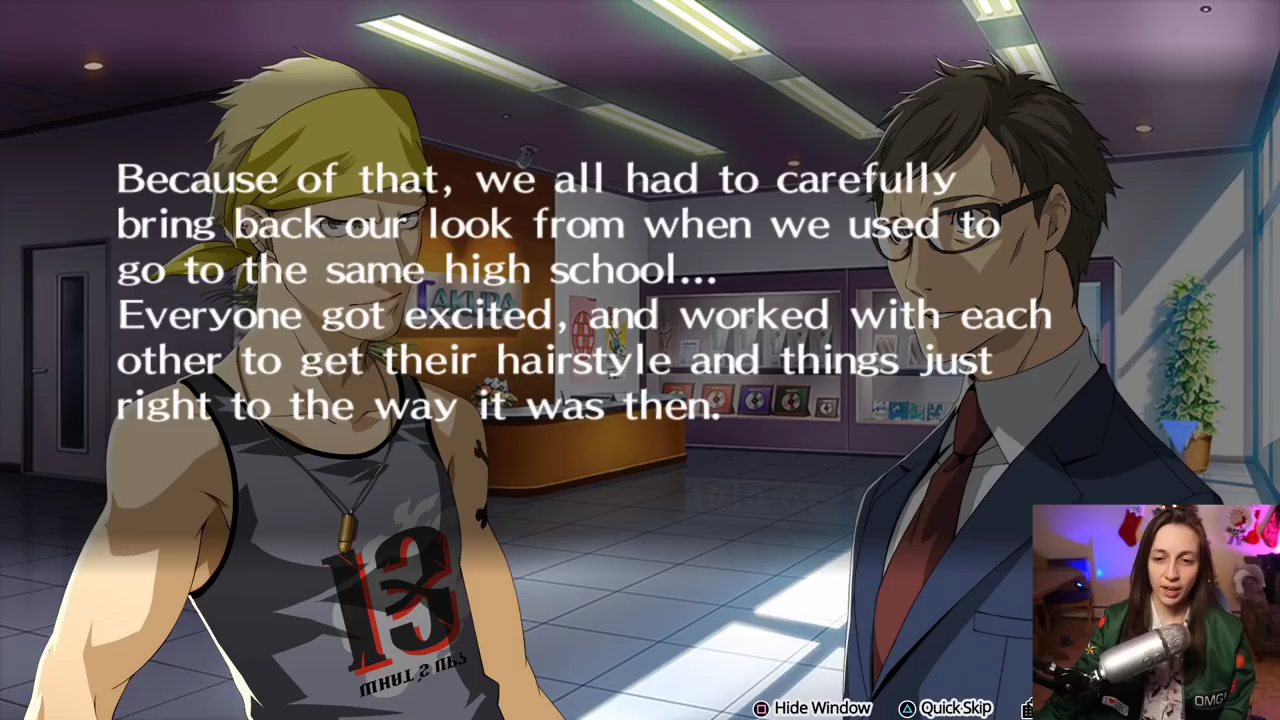 Because of that, we all had to carefully
bring back our look from when we used to
go to the same high school...
Everyone got excited, and worked with each
other to get their hairstyle and things just
right to the way it was then.
TAKURA
13
Hide Window
Quick Skip
OMG!